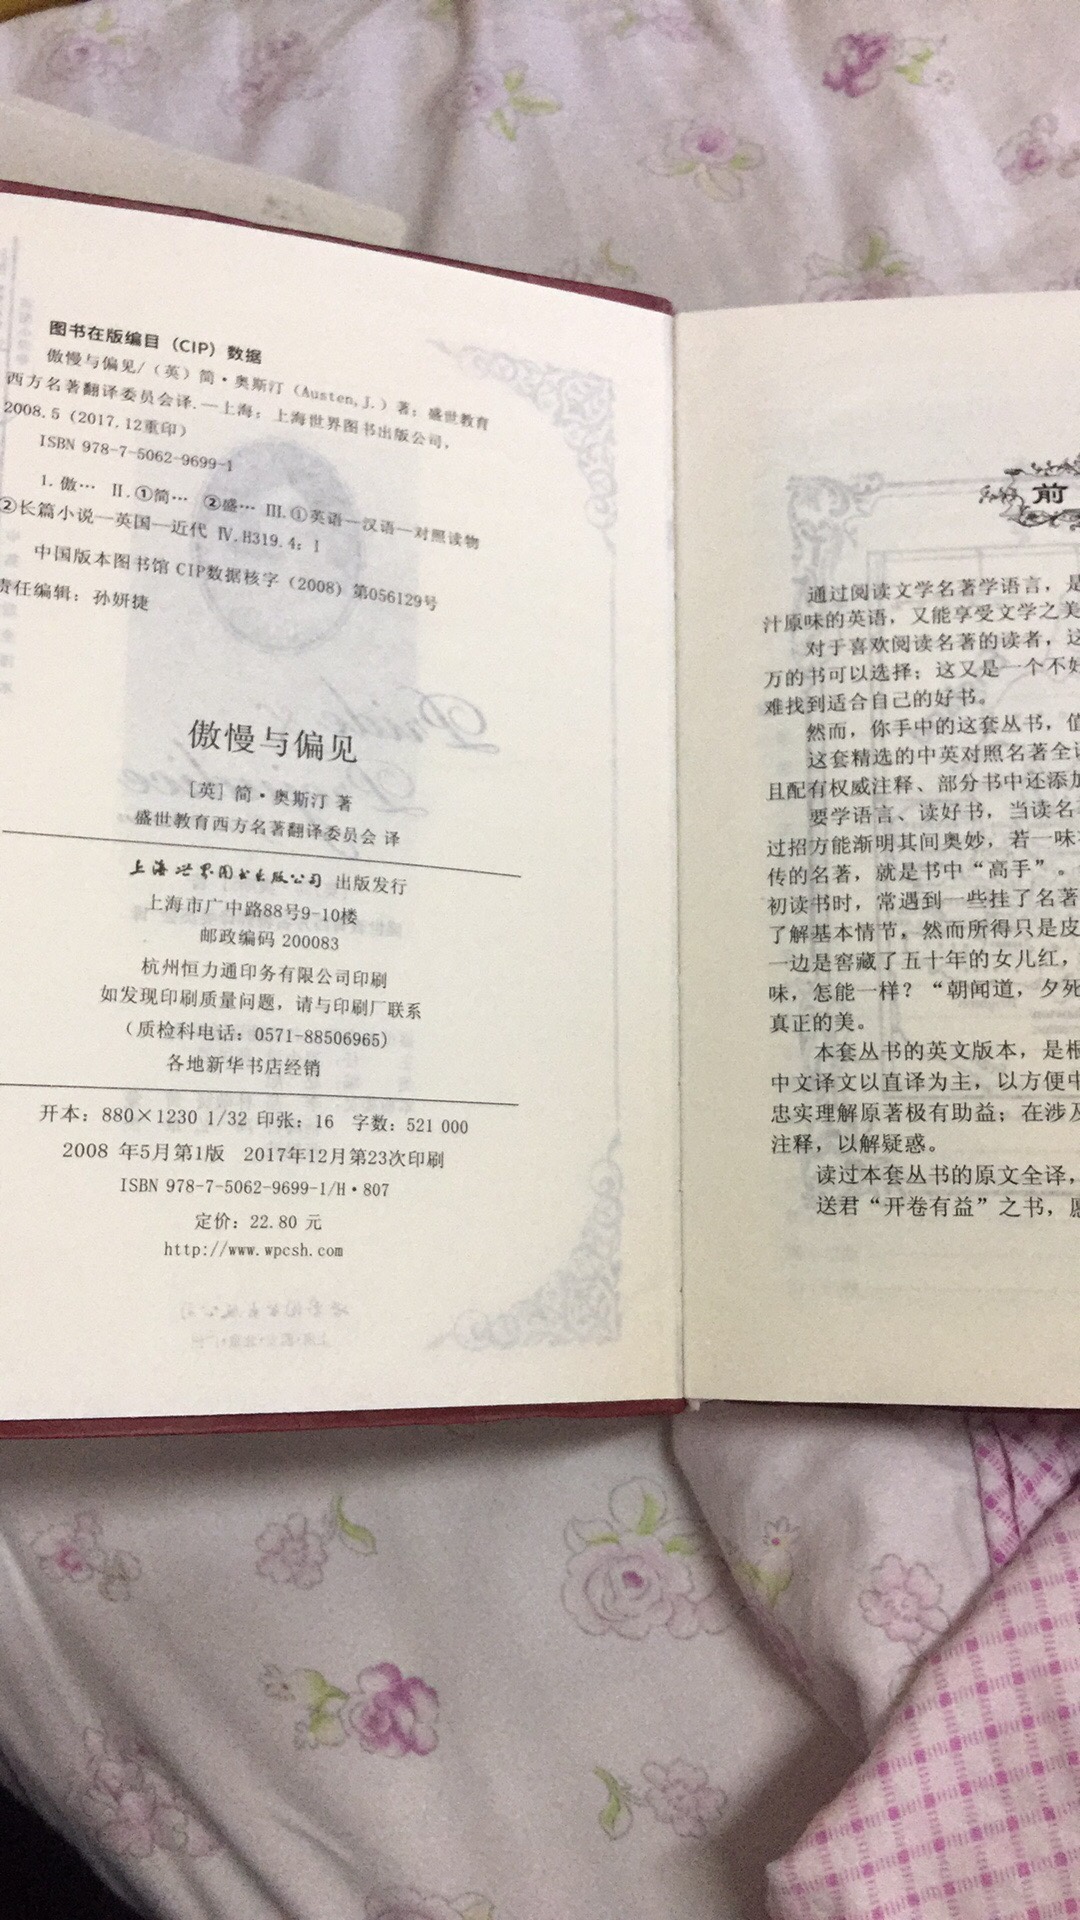 图书在版编目（CIP）数据
傲慢与偏见/（英）简·奥斯汀（Austen,J.）著；盛世教育
西方名著翻译委员会译.—上海：上海世界图书出版公司，
2008.5（2017.12重印）
ISBN 978-7-5062-9699-1
Ⅰ.傲… Ⅱ.①简… ②盛… Ⅲ.①英语—汉语—对照读物
②长篇小说—英国—近代 Ⅳ.H319.4：I
中国版本图书馆 CIP数据核字（2008）第056129号
责任编辑：孙妍捷
傲慢与偏见
［英］简·奥斯汀 著
盛世教育西方名著翻译委员会 译
上海世界图书出版公司 出版发行
上海市广中路88号9-10楼
邮政编码 200083
杭州恒力通印务有限公司印刷
如发现印刷质量问题，请与印刷厂联系
（质检科电话：0571-88506965）
各地新华书店经销
开本：880×1230 1/32 印张：16 字数：521 000
2008 年5月第1版 2017年12月第23次印刷
ISBN 978-7-5062-9699-1/H·807
定价：22.80 元
http://www.wpcsh.com
前
通过阅读文学名著学语言，是
汁原味的英语，又能享受文学之美
对于喜欢阅读名著的读者，这
万的书可以选择；这又是一个不好
难找到适合自己的好书。
然而，你手中的这套丛书，值
这套精选的中英对照名著全译
且配有权威注释、部分书中还添加
要学语言、读好书，当读名
过招方能渐明其间奥妙，若一味
传的名著，就是书中“高手”。
初读书时，常遇到一些挂了名著
了解基本情节，然而所得只是皮
一边是窖藏了五十年的女儿红，
味，怎能一样？“朝闻道，夕死
真正的美。
本套丛书的英文版本，是根
中文译文以直译为主，以方便中
忠实理解原著极有助益；在涉及
注释，以解疑惑。
读过本套丛书的原文全译，
送君“开卷有益”之书，愿